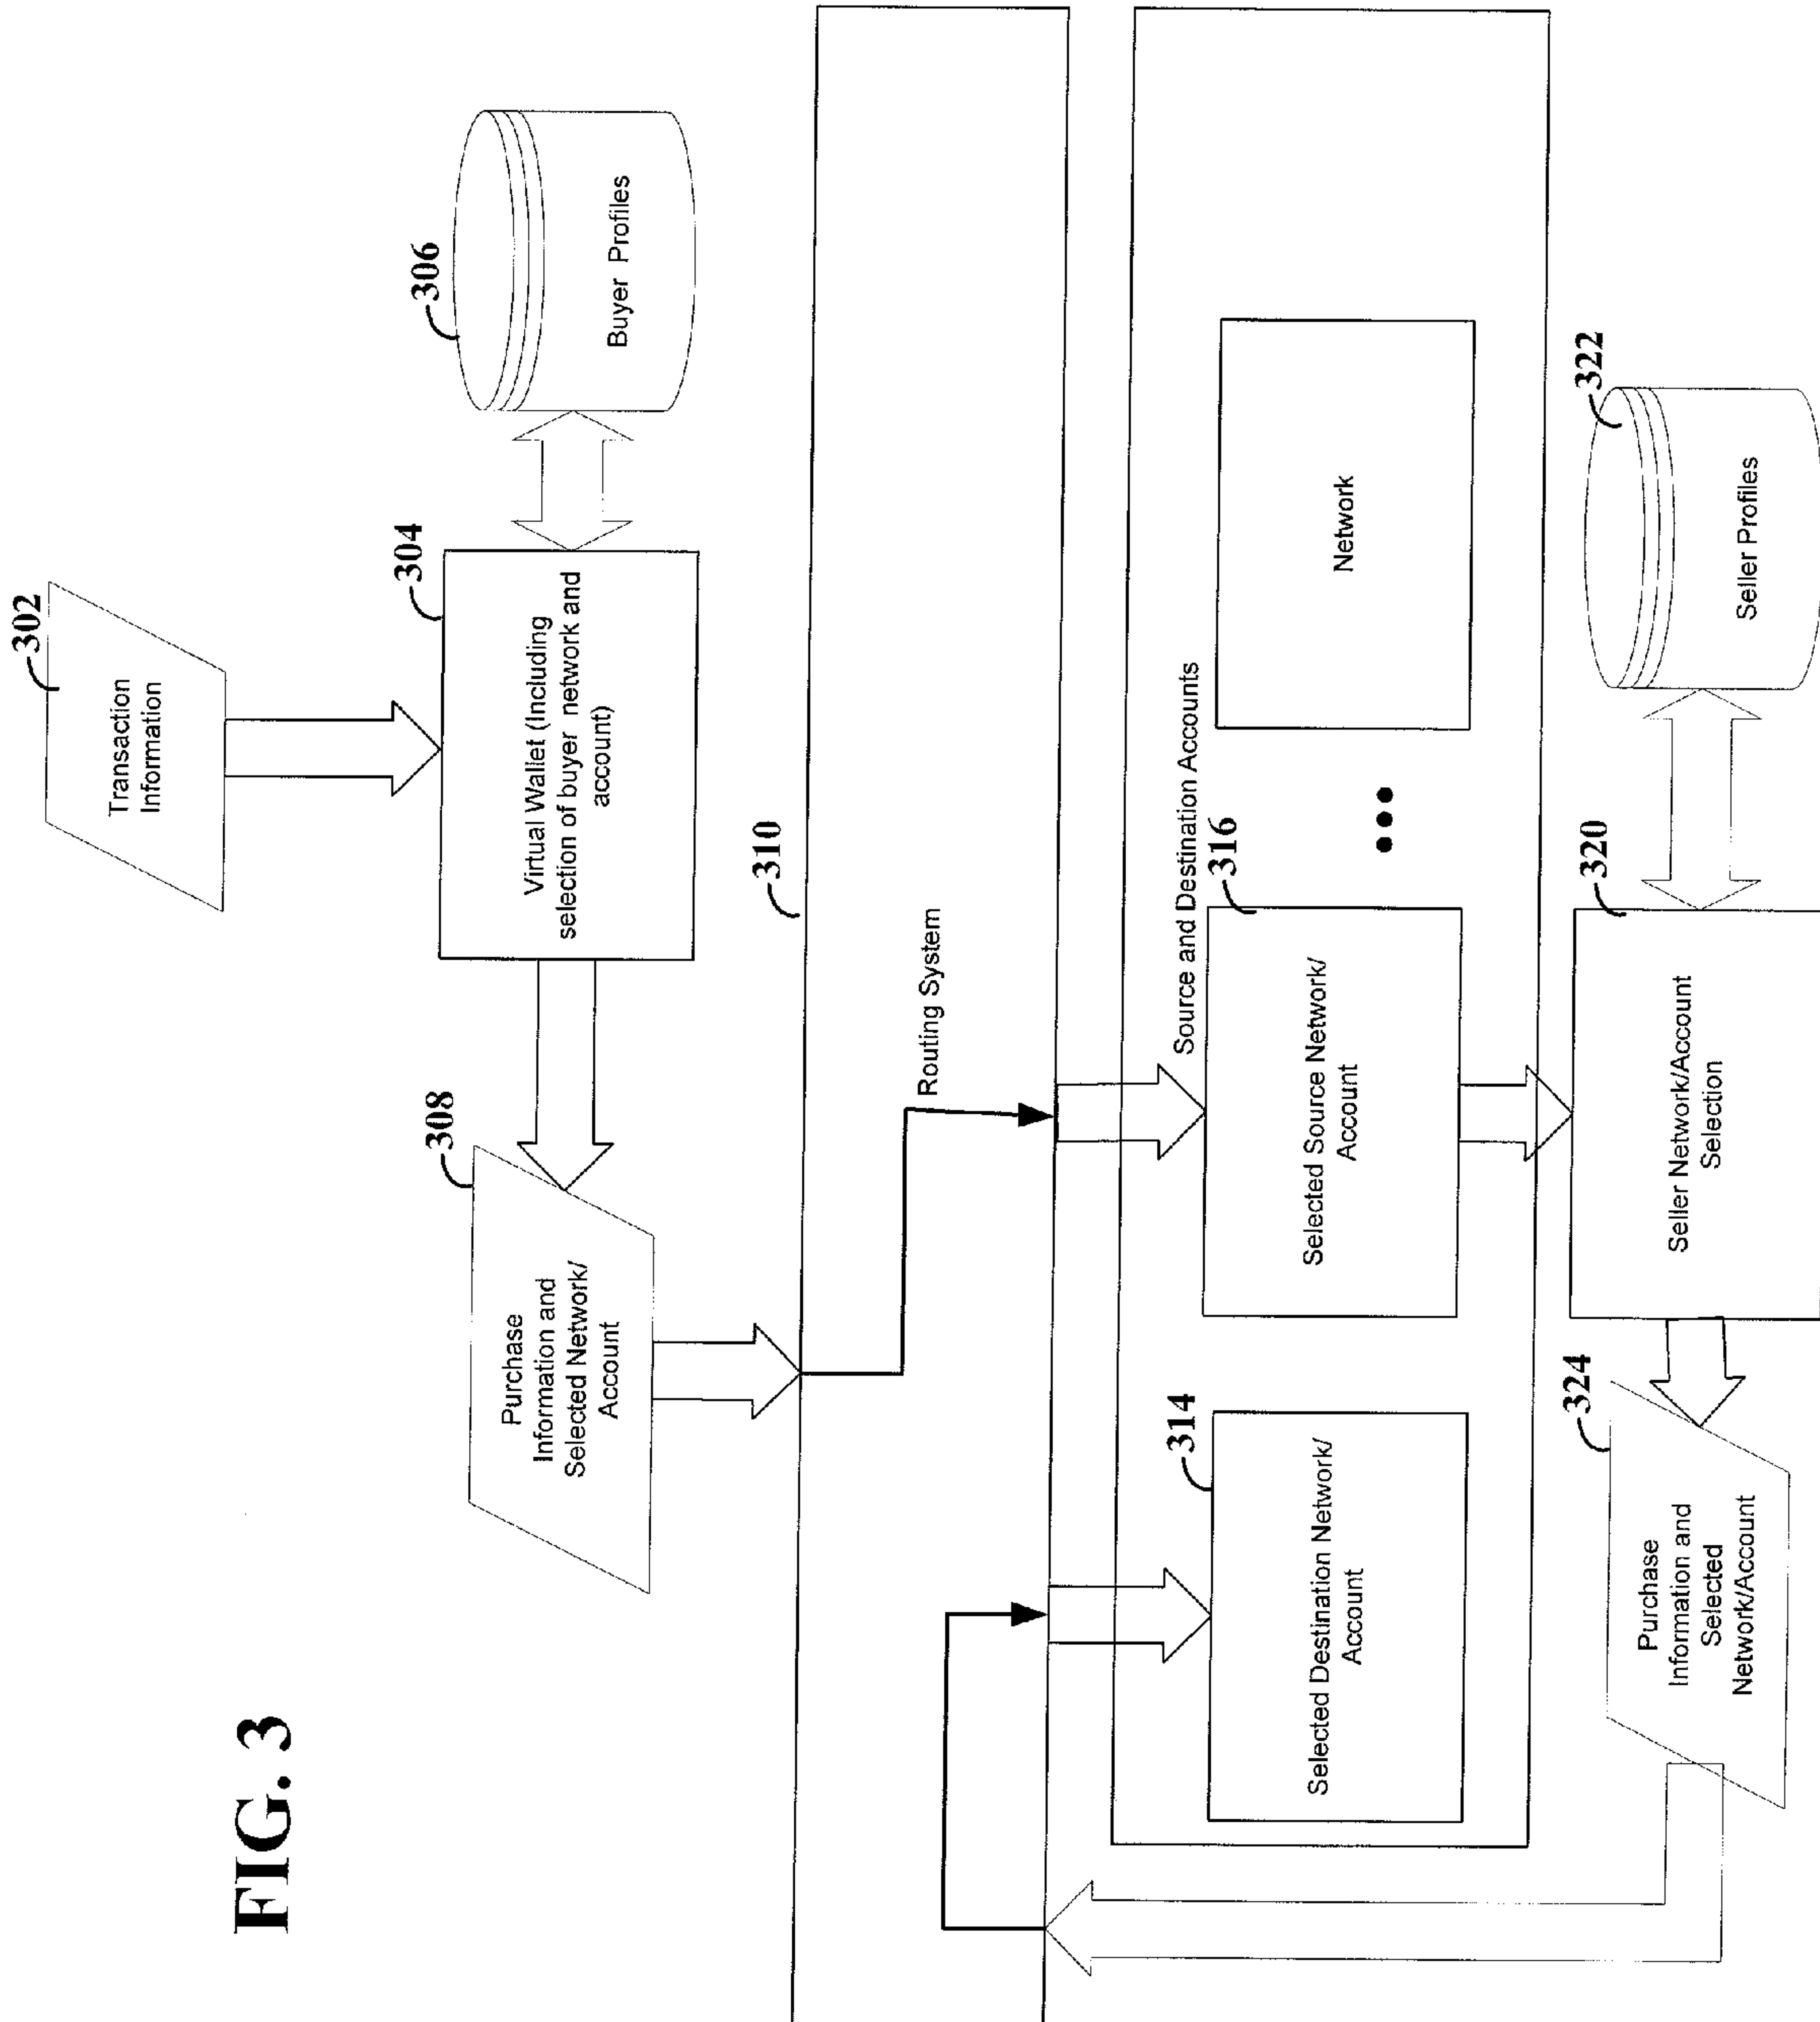 FIG. 3
302
Transaction
Information
304
Virtual Wallet (Including
selection of buyer network and
account)
306
Buyer Profiles
308
Purchase
Information and
Selected Network/
Account
310
Routing System
Source and Destination Accounts
314
Selected Destination Network/
Account
316
Selected Source Network/
Account
Network
320
Seller Network/Account
Selection
322
Seller Profiles
324
Purchase
Information and
Selected
Network/Account